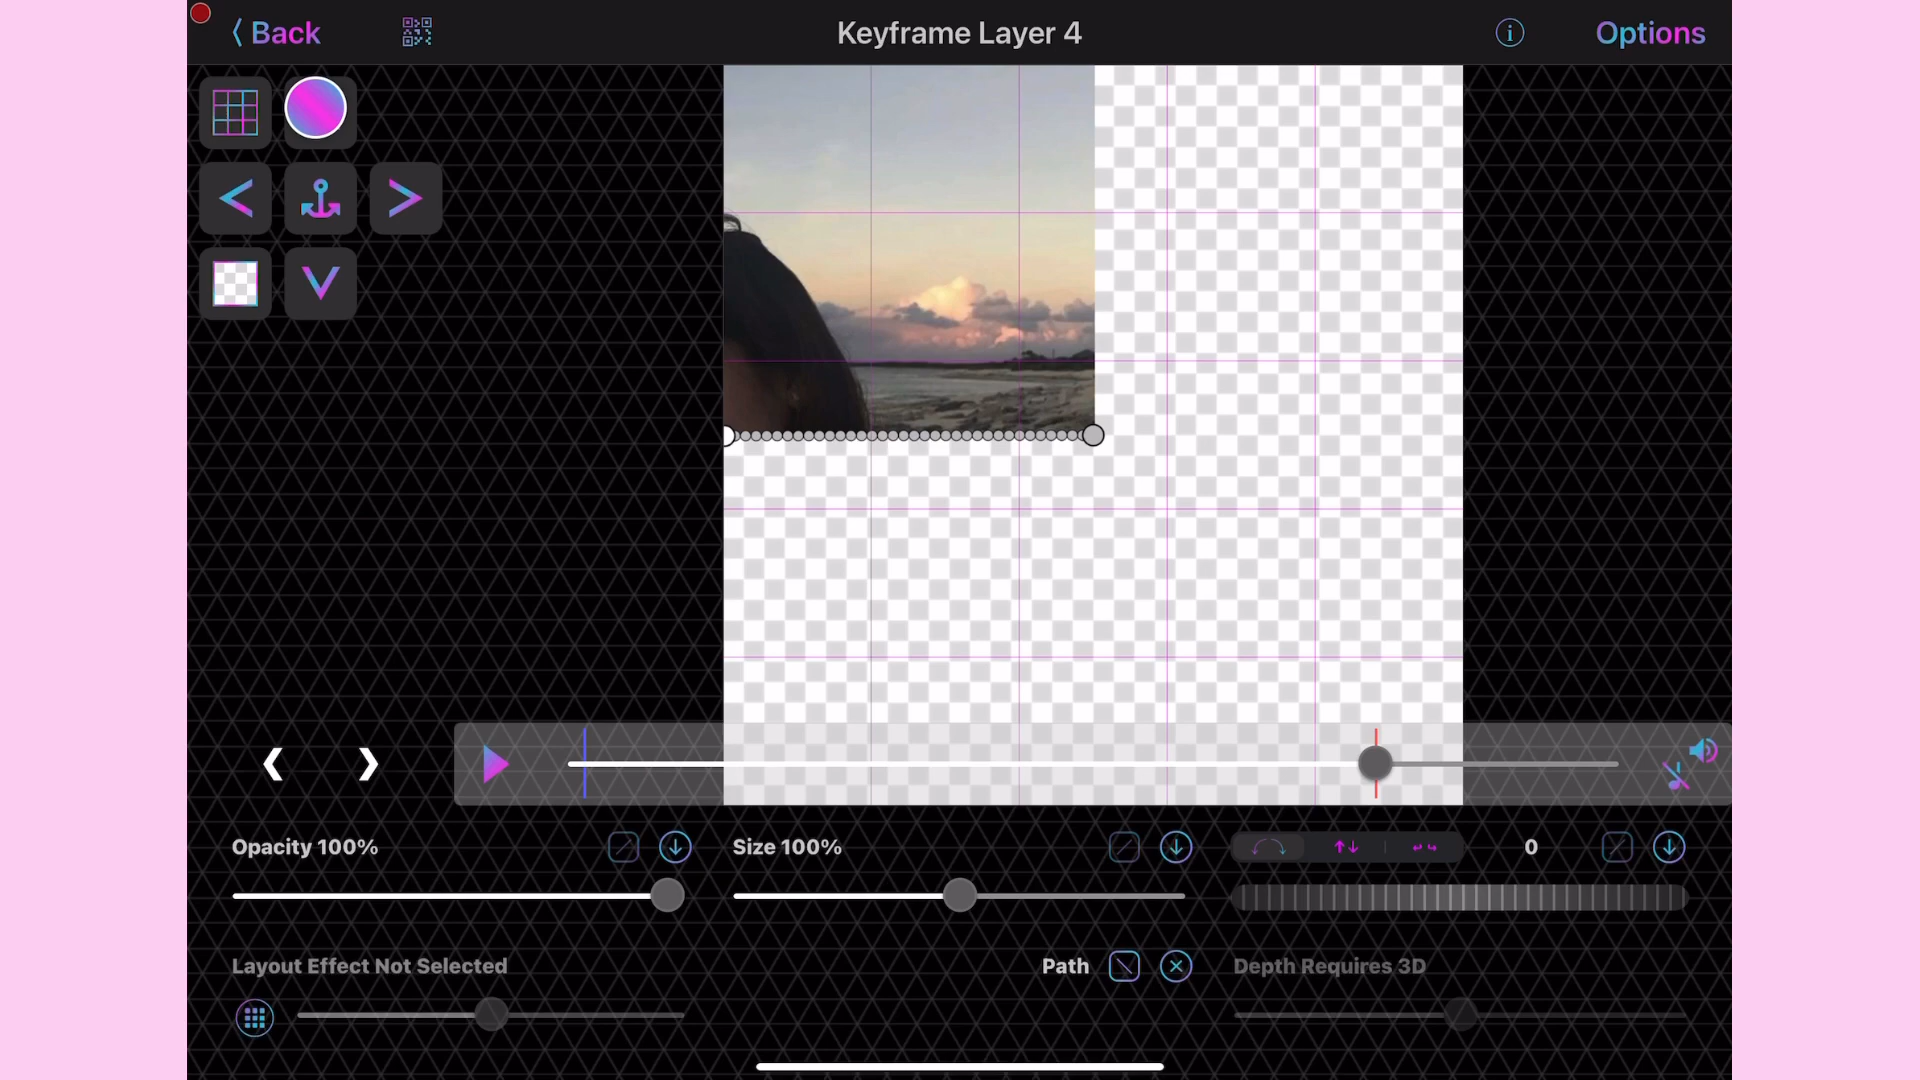 Back
Keyframe Layer 4
Options
Opacity 100%
Size 100%
0
Layout Effect Not Selected
Path
Depth Requires 3D